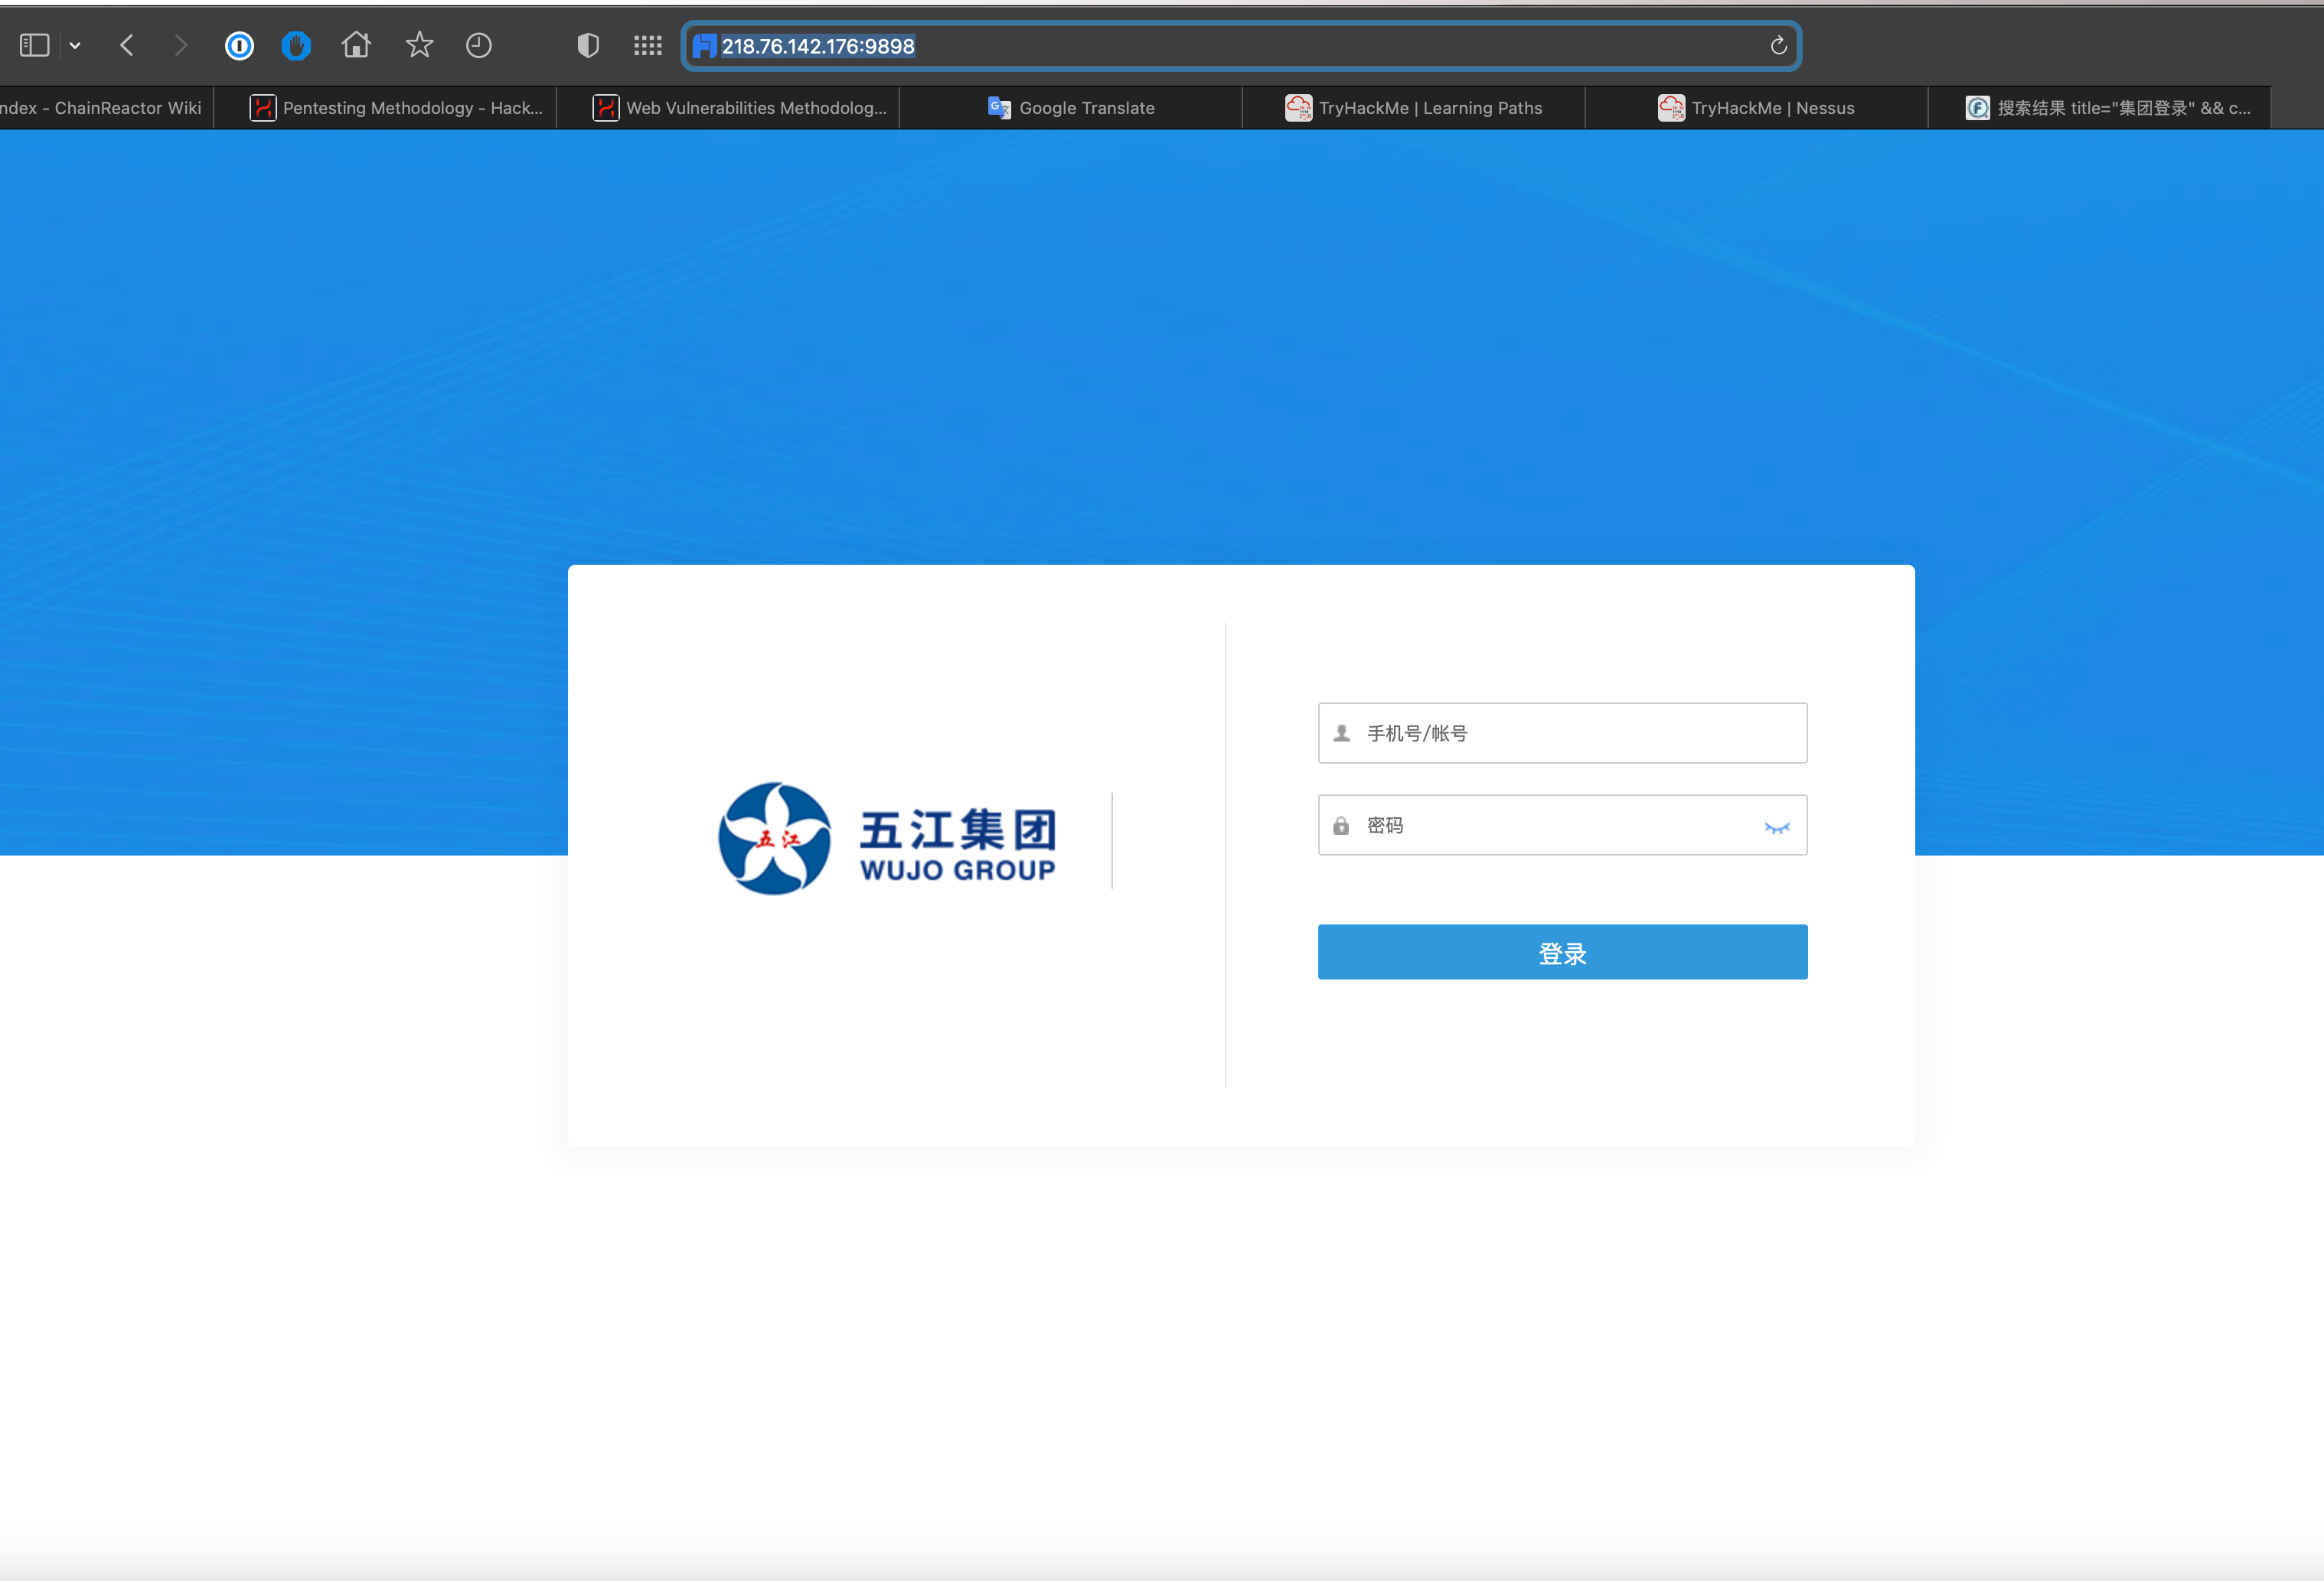 218.76.142.176:9898
ndex - ChainReactor Wiki
Pentesting Methodology - Hack...
Web Vulnerabilities Methodolog...
Google Translate
TryHackMe | Learning Paths
TryHackMe | Nessus
搜索结果 title="集团登录" && c...
五江
五江集团
WUJO GROUP
手机号/帐号
密码
登录